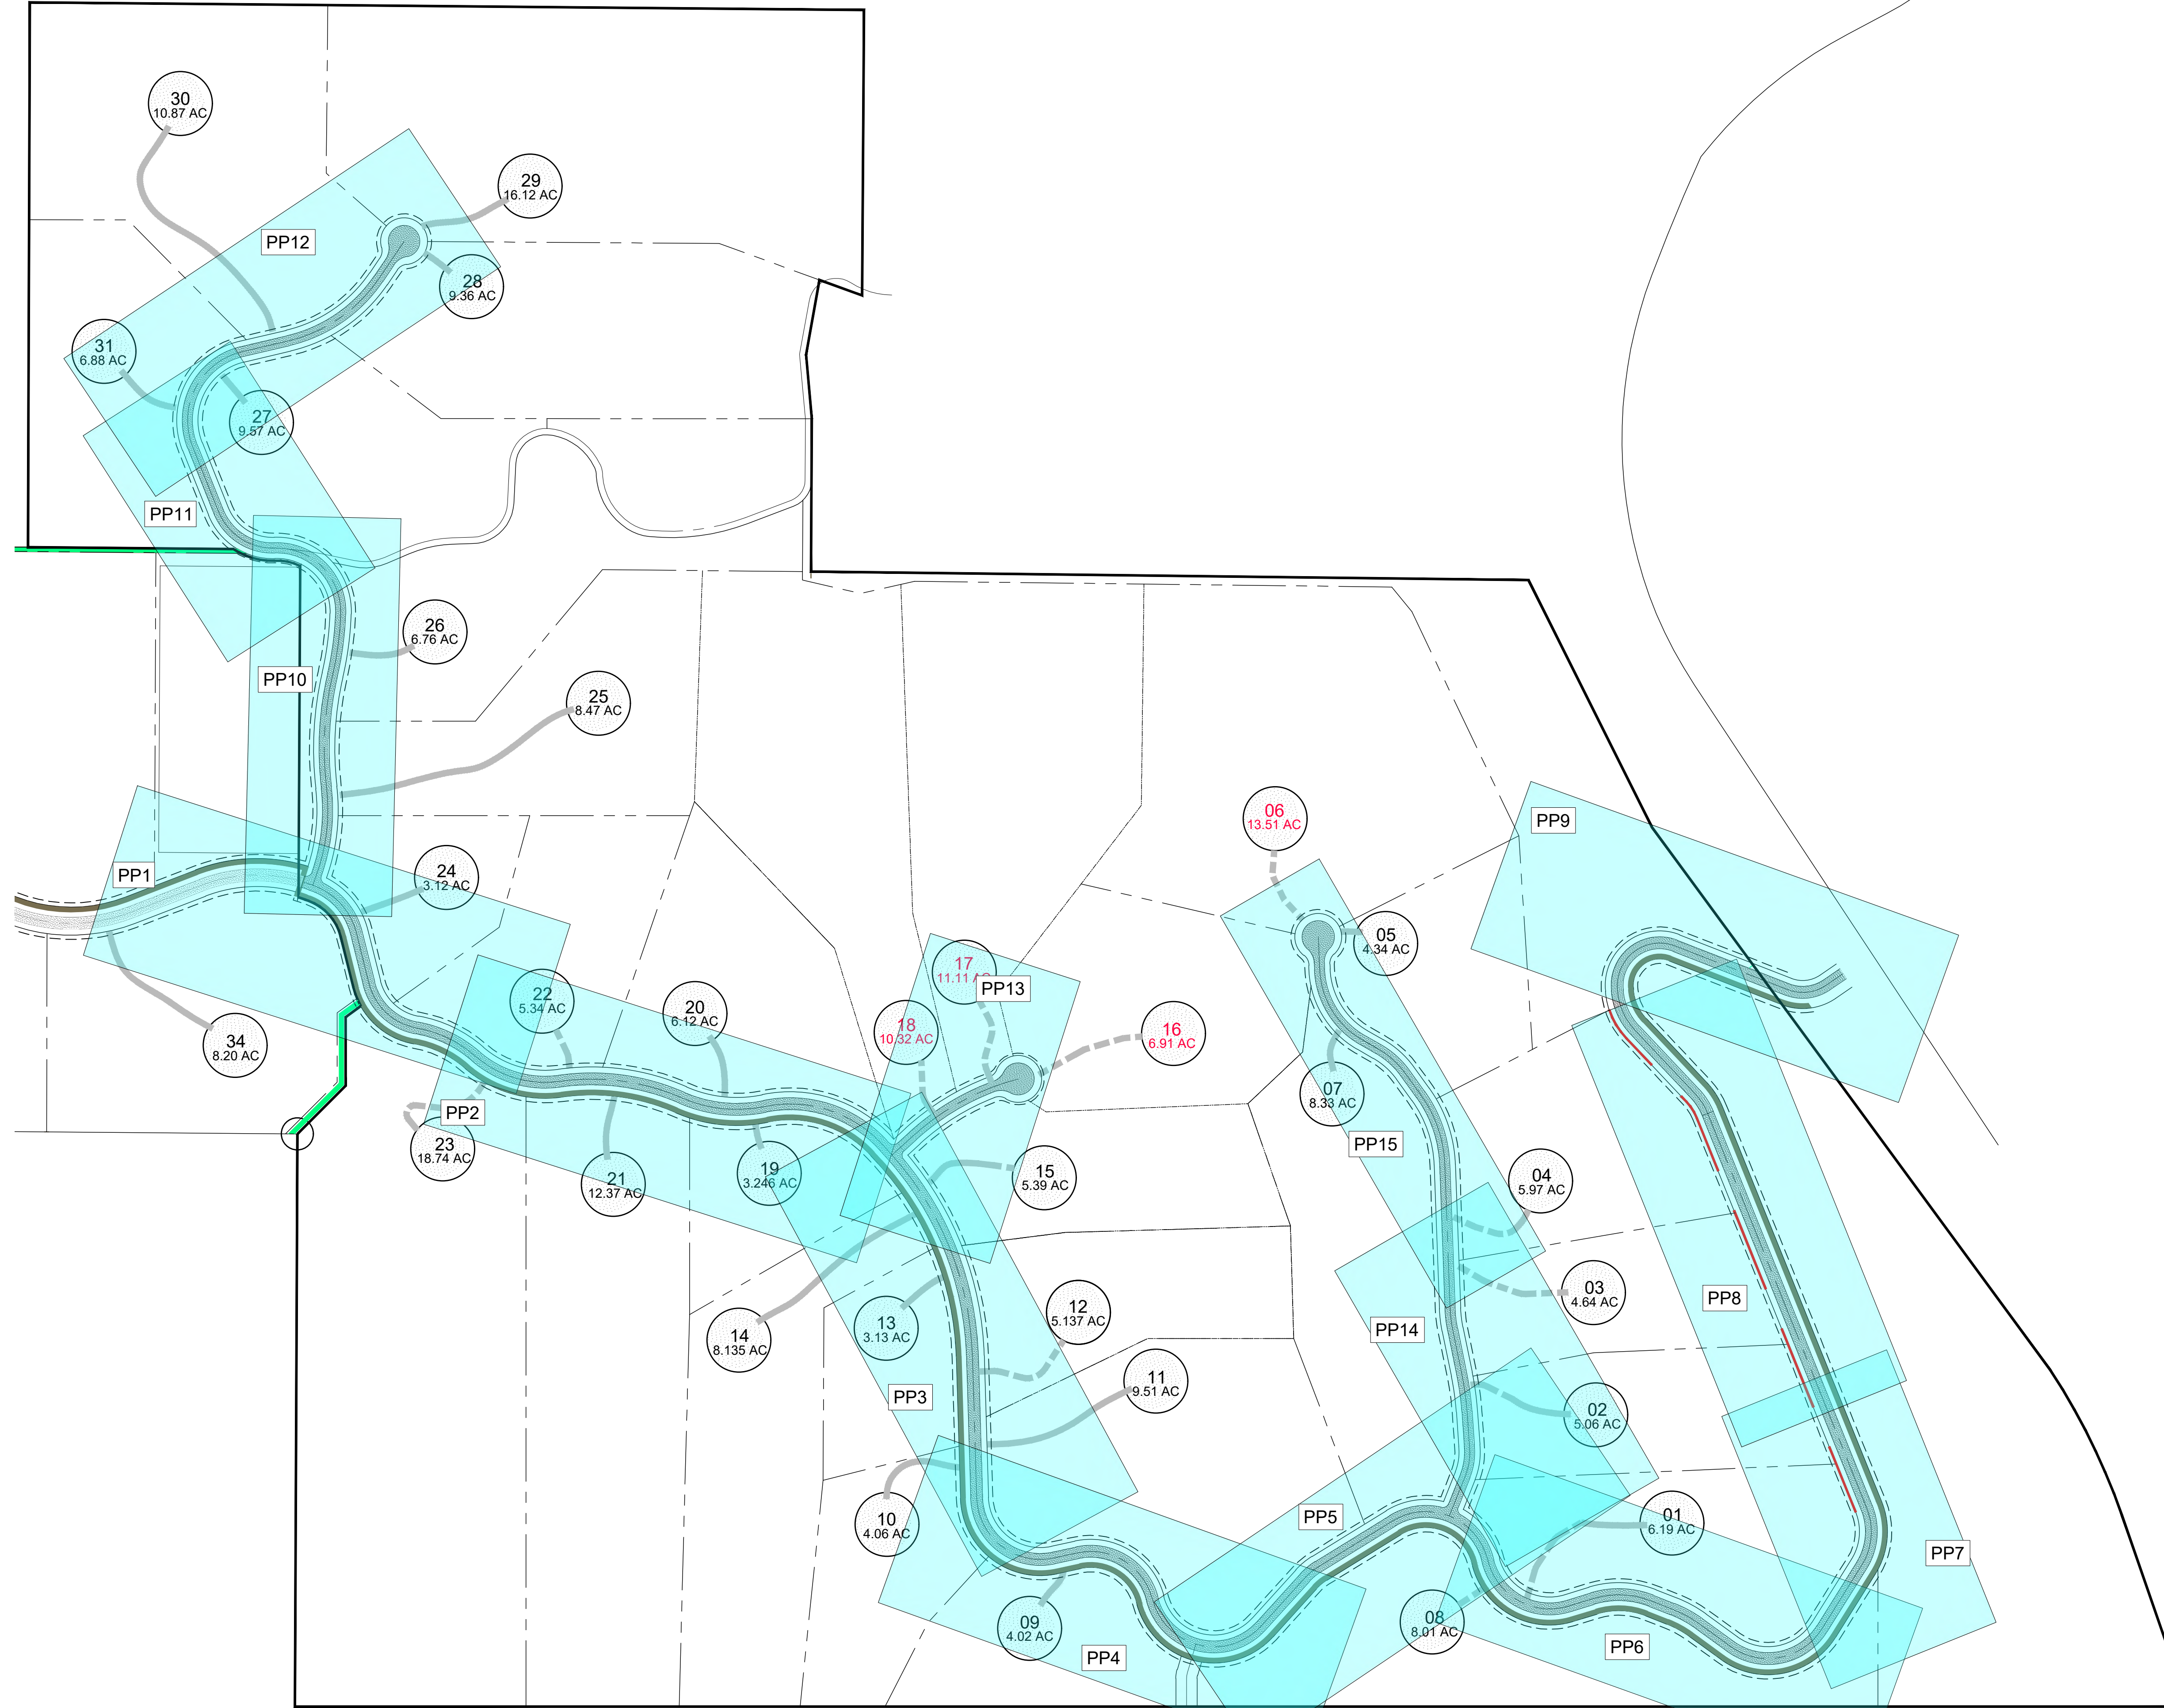 30
10.87 AC
29
16.12 AC
PP12
28
9.36 AC
31
6.88 AC
27
9.57 AC
PP11
26
6.76 AC
PP10
25
8.47 AC
06
13.51 AC
PP9
PP1
24
3.12 AC
05
4.34 AC
17
11.11 AC
PP13
22
5.34 AC
20
6.12 AC
18
10.32 AC
16
6.91 AC
34
8.20 AC
07
8.33 AC
PP2
23
18.74 AC
PP15
21
12.37 AC
19
3.246 AC
15
5.39 AC
04
5.97 AC
03
4.64 AC
PP8
14
8.135 AC
13
3.13 AC
12
5.137 AC
PP14
PP3
11
9.51 AC
02
5.06 AC
10
4.06 AC
PP5
01
6.19 AC
PP7
09
4.02 AC
08
8.01 AC
PP4
PP6